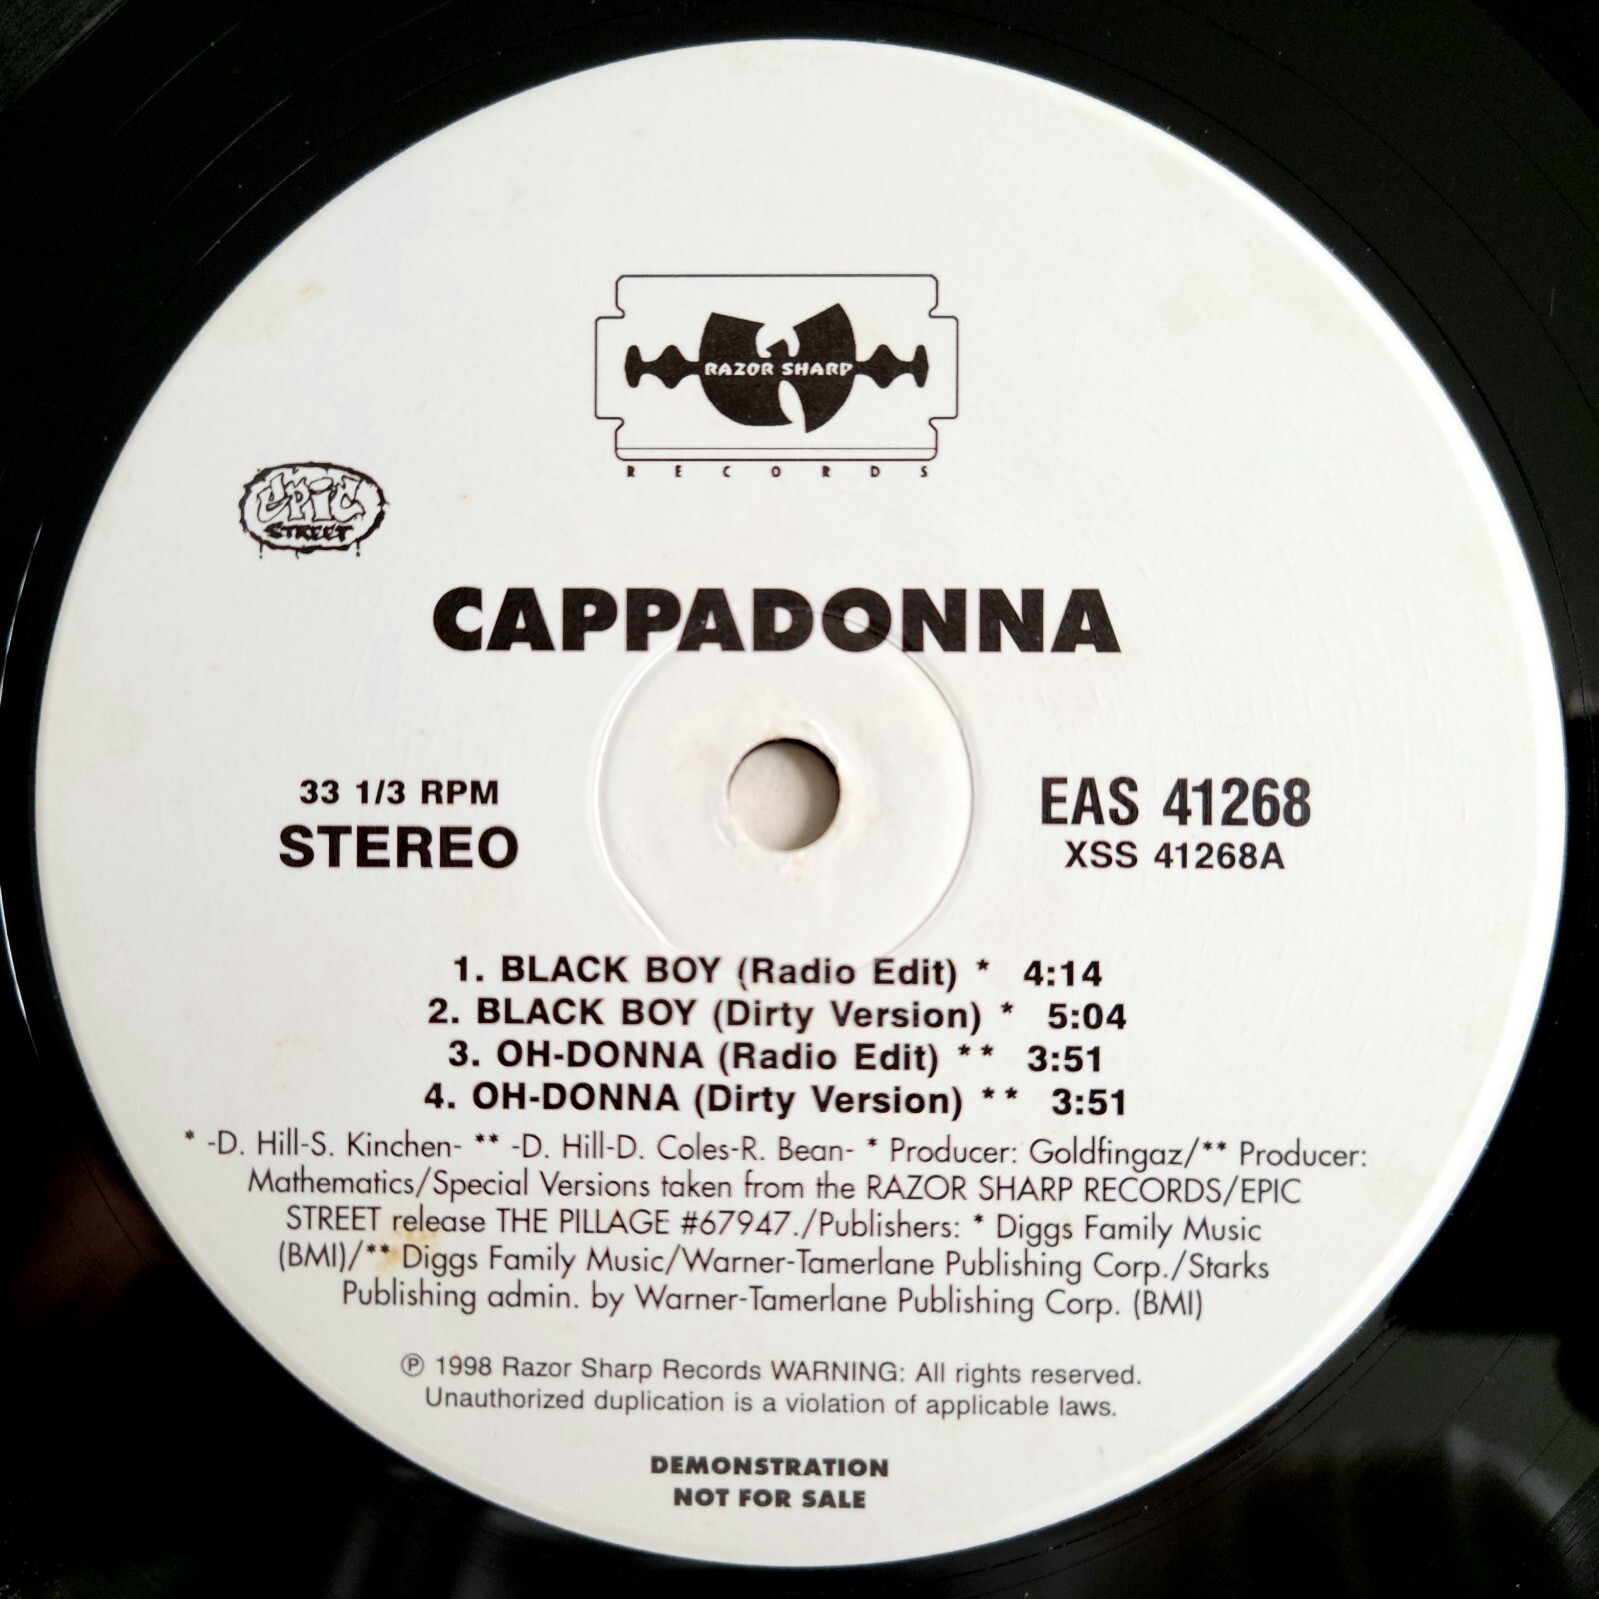 RAZOR SHARP
RECORDS
epic
STREET
CAPPADONNA
33 1/3 RPM
STEREO
EAS 41268
XSS 41268A
1. BLACK BOY (Radio Edit) * 4:14
2. BLACK BOY (Dirty Version) * 5:04
3. OH-DONNA (Radio Edit) ** 3:51
4. OH-DONNA (Dirty Version) ** 3:51
* -D. Hill-S. Kinchen- ** -D. Hill-D. Coles-R. Bean- * Producer: Goldfingaz/** Producer:
Mathematics/Special Versions taken from the RAZOR SHARP RECORDS/EPIC
STREET release THE PILLAGE #67947./Publishers: * Diggs Family Music
(BMI)/** Diggs Family Music/Warner-Tamerlane Publishing Corp./Starks
Publishing admin. by Warner-Tamerlane Publishing Corp. (BMI)
℗ 1998 Razor Sharp Records WARNING: All rights reserved.
Unauthorized duplication is a violation of applicable laws.
DEMONSTRATION
NOT FOR SALE